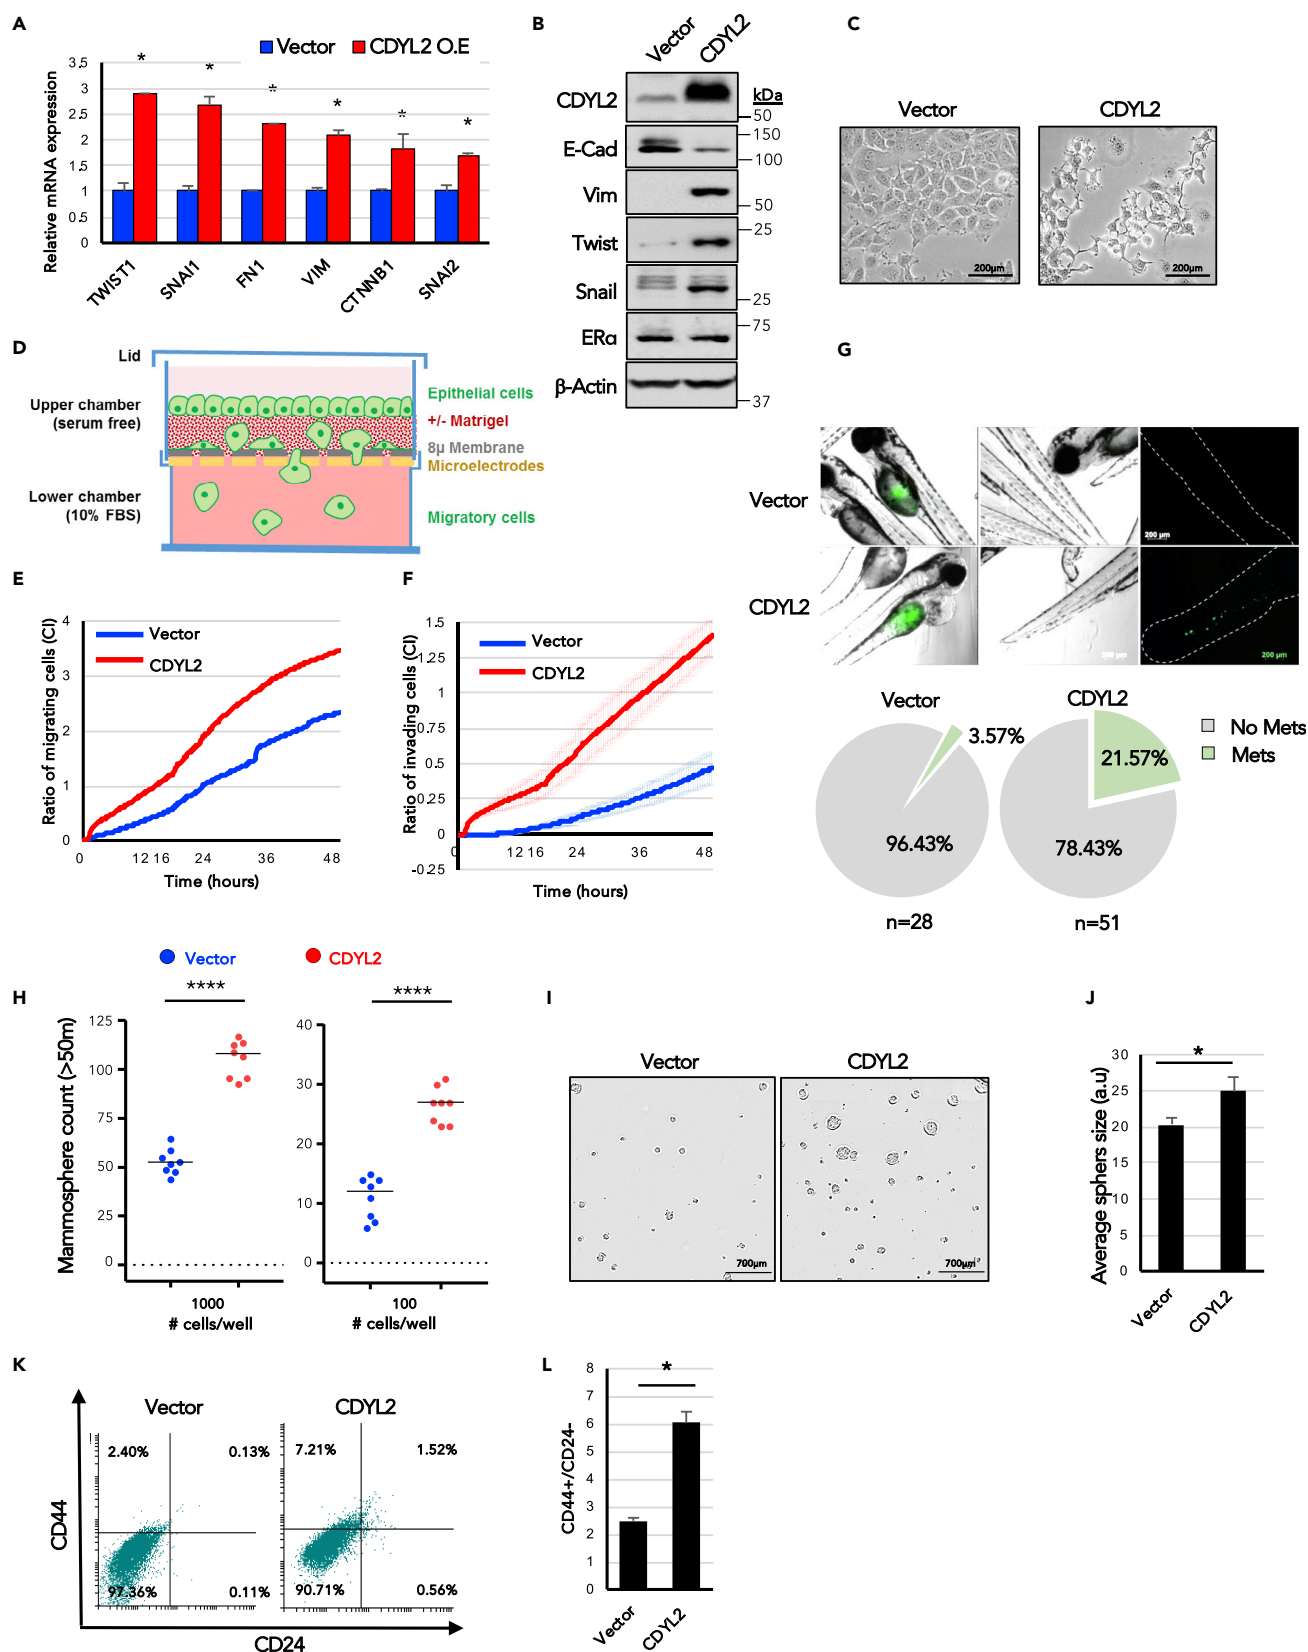 A
Vector
CDYL2 O.E
Relative mRNA expression
3.5
3
2.5
2
1.5
1
0.5
0
*
*
*
*
*
*
TWIST1
SNAI1
FN1
VIM
CTNNB1
SNAI2
B
Vector
CDYL2
kDa
CDYL2
50
E-Cad
150
100
Vim
50
Twist
25
Snail
25
ERα
75
β-Actin
37
C
Vector
CDYL2
200μm
200μm
D
Lid
Upper chamber
(serum free)
Lower chamber
(10% FBS)
Epithelial cells
+/- Matrigel
8μ Membrane
Microelectrodes
Migratory cells
E
Vector
CDYL2
Ratio of migrating cells (CI)
4
3
2
1
0
0 12 16 24 36 48
Time (hours)
F
Vector
CDYL2
Ratio of invading cells (CI)
1.5
1.25
1
0.75
0.5
0.25
0
-0.25
0 12 16 24 36 48
Time (hours)
G
Vector
CDYL2
200 μm
200 μm
200 μm
Vector
CDYL2
No Mets
Mets
3.57%
96.43%
21.57%
78.43%
n=28
n=51
Vector
CDYL2
H
Mammosphere count (>50m)
****
125
100
75
50
25
0
1000
# cells/well
****
40
30
20
10
0
100
# cells/well
I
Vector
CDYL2
700μm
700μm
J
Average sphers size (a.u)
30
25
20
15
10
5
0
*
Vector
CDYL2
K
Vector
CDYL2
2.40%
0.13%
97.36%
0.11%
7.21%
1.52%
90.71%
0.56%
CD44
CD24
L
CD44+/CD24-
8
7
6
5
4
3
2
1
0
*
Vector
CDYL2